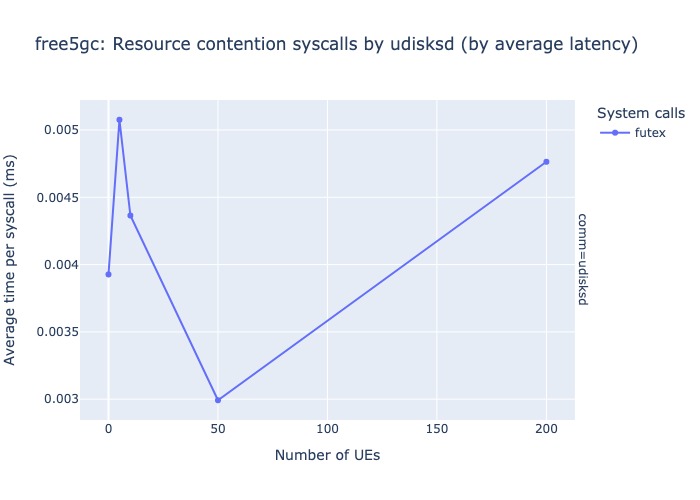 free5gc: Resource contention syscalls by udisksd (by average latency)
System calls
futex
Average time per syscall (ms)
0.005
0.0045
0.004
0.0035
0.003
comm=udisksd
0 50 100 150 200
Number of UEs